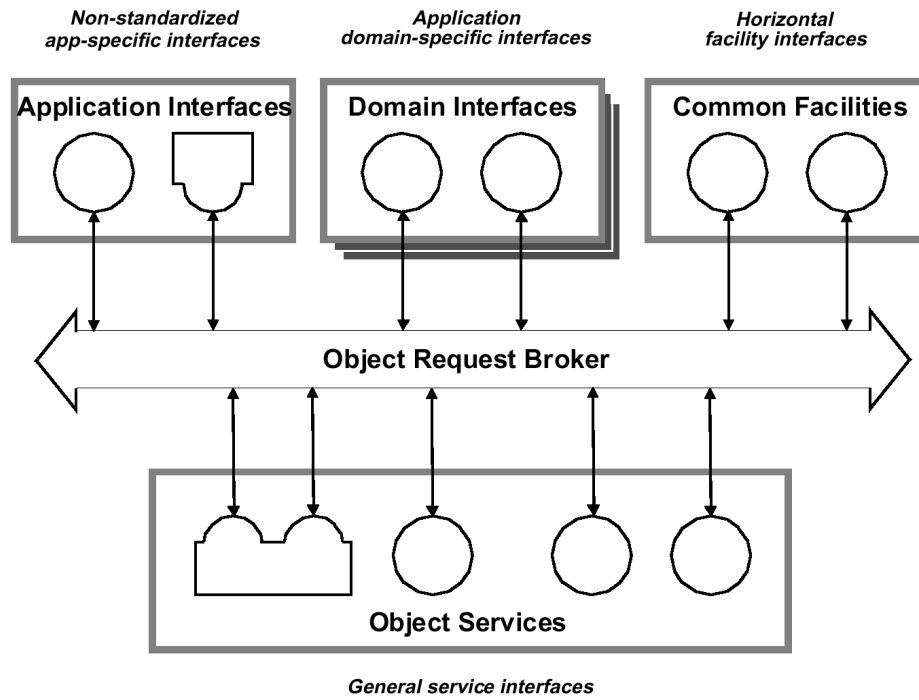 Non-standardized
app-specific interfaces
Application
domain-specific interfaces
Horizontal
facility interfaces
Application Interfaces
Domain Interfaces
Common Facilities
Object Request Broker
Object Services
General service interfaces